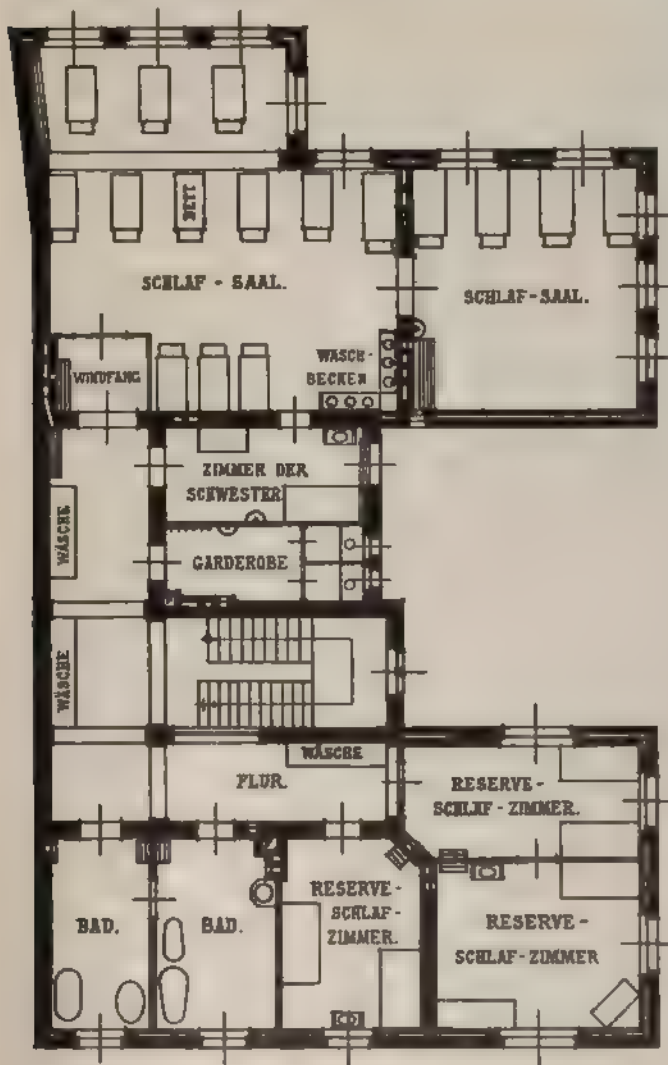 BETT
SCHLAF - SAAL.
SCHLAF-SAAL.
WINDFANG
WASCH-
BECKEN
ZIMMER DER
SCHWESTER.
WÄSCHE
GARDEROBE
WÄSCHE
WÄSCHE
FLUR.
RESERVE-
SCHLAF-ZIMMER.
BAD.
BAD.
RESERVE-
SCHLAF-
ZIMMER.
RESERVE-
SCHLAF-ZIMMER